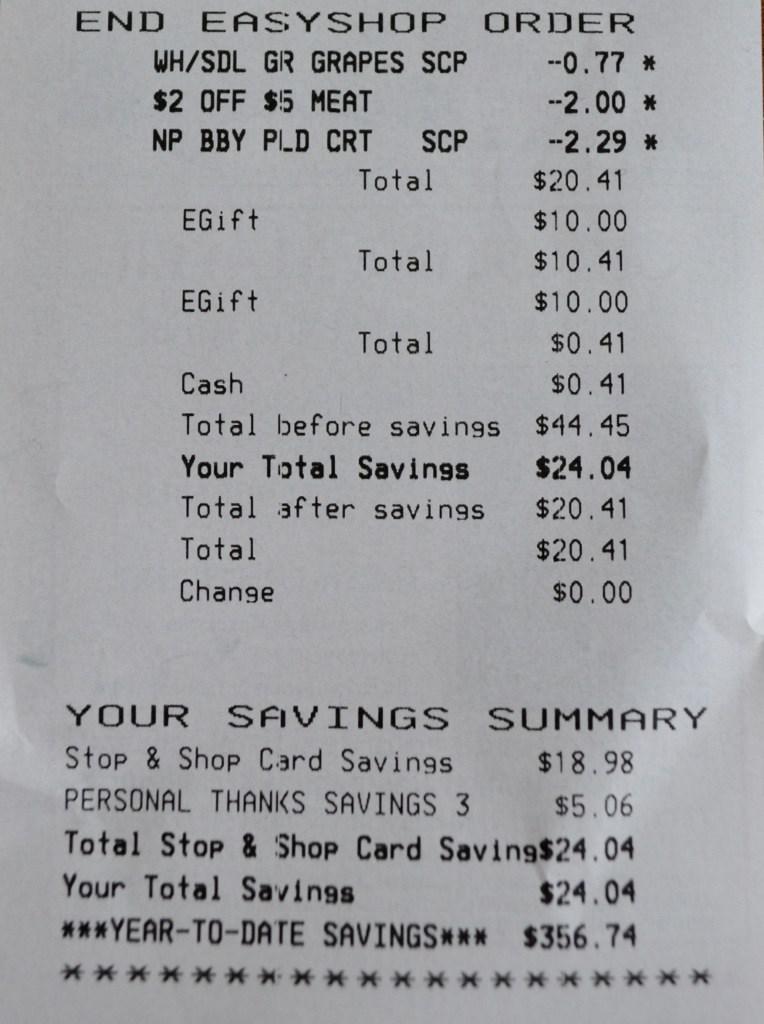 END EASYSHOP ORDER
WH/SDL GR GRAPES SCP --0.77 *
$2 OFF $5 MEAT --2.00 *
NP BBY PLD CRT SCP --2.29 *
Total $20.41
EGift $10.00
Total $10.41
EGift $10.00
Total $0.41
Cash $0.41
Total before savings $44.45
Your Total Savings $24.04
Total after savings $20.41
Total $20.41
Change $0.00
YOUR SAVINGS SUMMARY
Stop & Shop Card Savings $18.98
PERSONAL THANKS SAVINGS 3 $5.06
Total Stop & Shop Card Saving$24.04
Your Total Savings $24.04
***YEAR-TO-DATE SAVINGS*** $356.74
* * * * * * * * * * * * * * * * * * * *